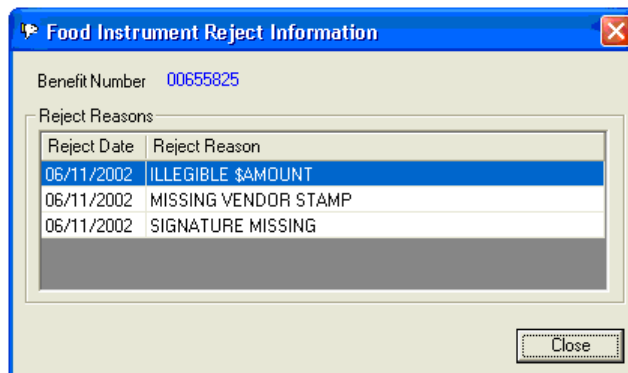 Food Instrument Reject Information
Benefit Number 00655825
Reject Reasons
Reject Date Reject Reason
06/11/2002 ILLEGIBLE $AMOUNT
06/11/2002 MISSING VENDOR STAMP
06/11/2002 SIGNATURE MISSING
Close